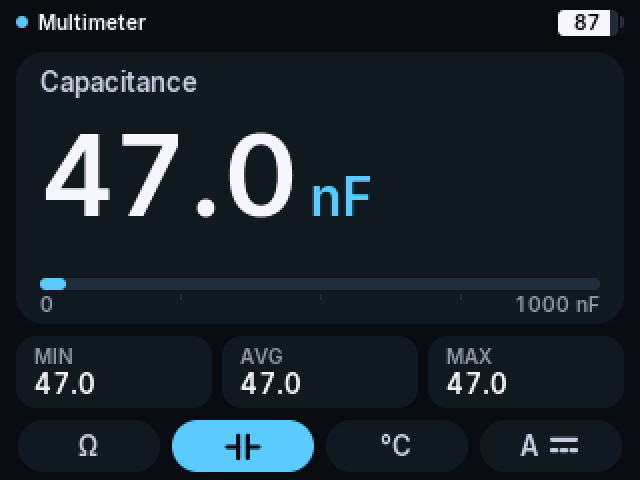 Multimeter 87
Capacitance
47.0 nF
0 1000 nF
MIN AVG MAX
47.0 47.0 47.0
Ω °C A